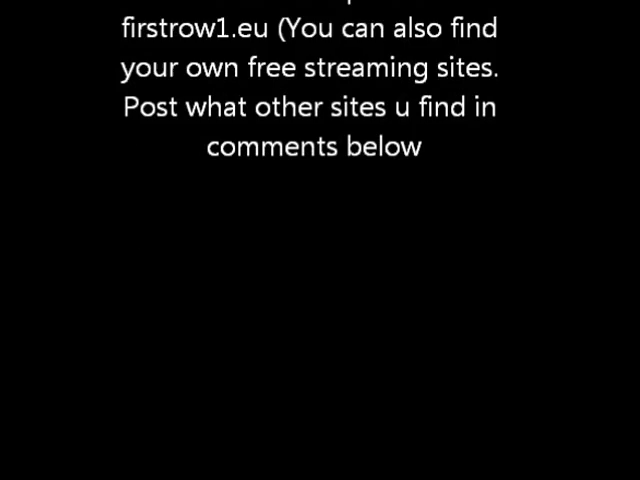 firstrow1.eu (You can also find
your own free streaming sites.
Post what other sites u find in
comments below